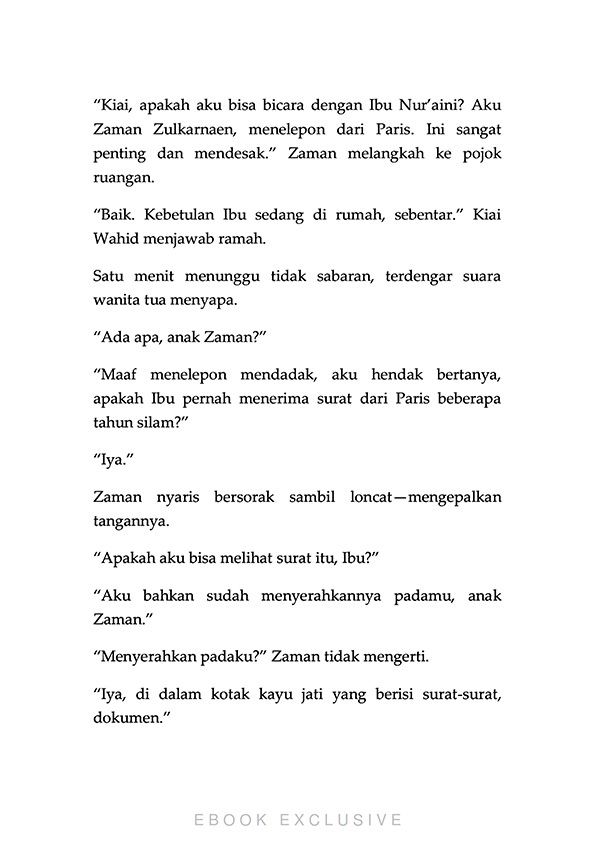 “Kiai, apakah aku bisa bicara dengan Ibu Nur’aini? Aku
Zaman Zulkarnaen, menelepon dari Paris. Ini sangat
penting dan mendesak.” Zaman melangkah ke pojok
ruangan.
“Baik. Kebetulan Ibu sedang di rumah, sebentar.” Kiai
Wahid menjawab ramah.
Satu menit menunggu tidak sabaran, terdengar suara
wanita tua menyapa.
“Ada apa, anak Zaman?”
“Maaf menelepon mendadak, aku hendak bertanya,
apakah Ibu pernah menerima surat dari Paris beberapa
tahun silam?”
“Iya.”
Zaman nyaris bersorak sambil loncat—mengepalkan
tangannya.
“Apakah aku bisa melihat surat itu, Ibu?”
“Aku bahkan sudah menyerahkannya padamu, anak
Zaman.”
“Menyerahkan padaku?” Zaman tidak mengerti.
“Iya, di dalam kotak kayu jati yang berisi surat-surat,
dokumen.”
EBOOK EXCLUSIVE